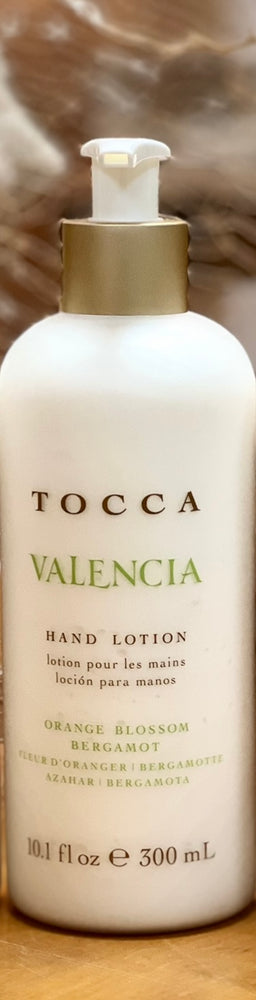 TOCCA
VALENCIA
HAND LOTION
lotion pour les mains
loción para manos
ORANGE BLOSSOM
BERGAMOT
FLEUR D'ORANGER | BERGAMOTTE
AZAHAR | BERGAMOTA
10.1 fl oz ℮ 300 mL